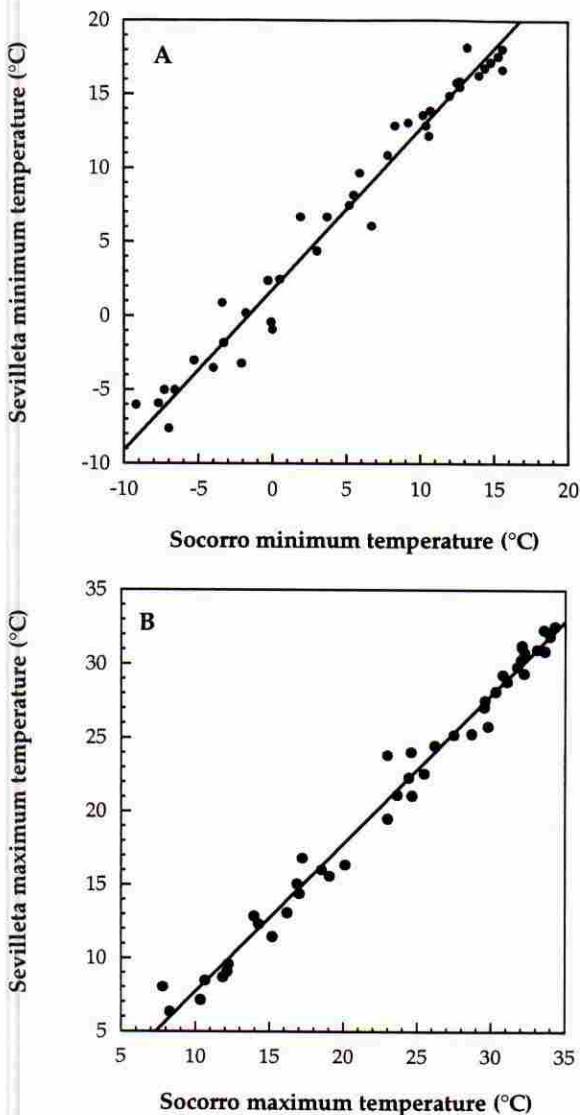 A
Sevilleta minimum temperature (°C)
20
15
10
5
0
-5
-10
-10 -5 0 5 10 15 20
Socorro minimum temperature (°C)
B
Sevilleta maximum temperature (°C)
35
30
25
20
15
10
5
5 10 15 20 25 30 35
Socorro maximum temperature (°C)